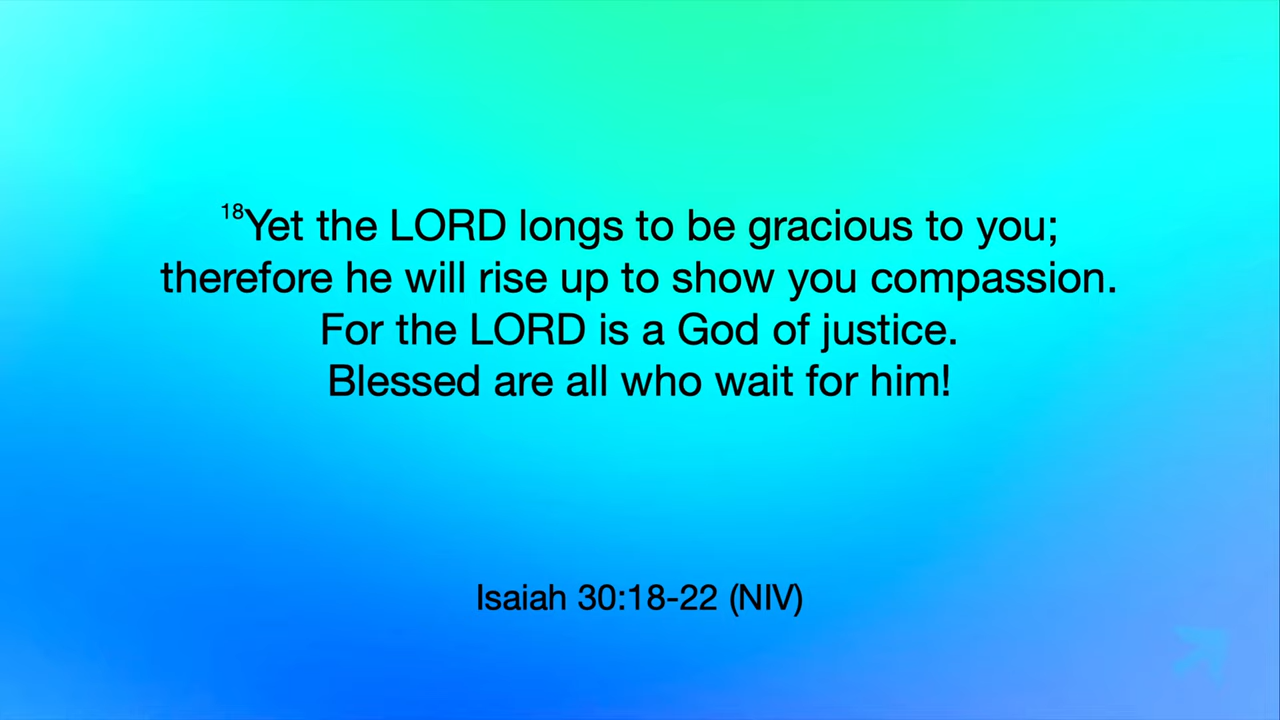 18Yet the LORD longs to be gracious to you;
therefore he will rise up to show you compassion.
For the LORD is a God of justice.
Blessed are all who wait for him!
Isaiah 30:18-22 (NIV)